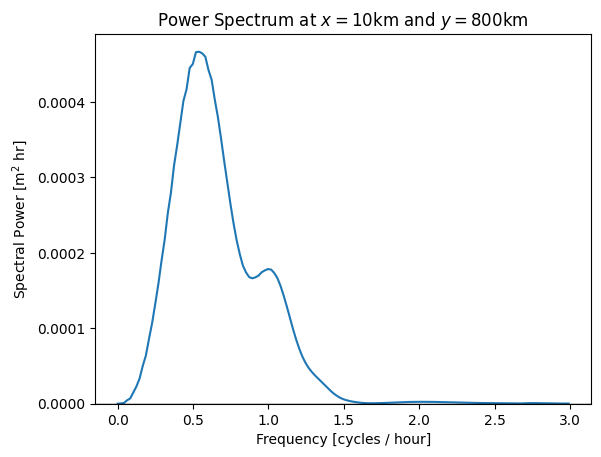 Power Spectrum at x = 10km and y = 800km
Spectral Power [m² hr]
0.0004
0.0003
0.0002
0.0001
0.0000
0.0 0.5 1.0 1.5 2.0 2.5 3.0
Frequency [cycles / hour]